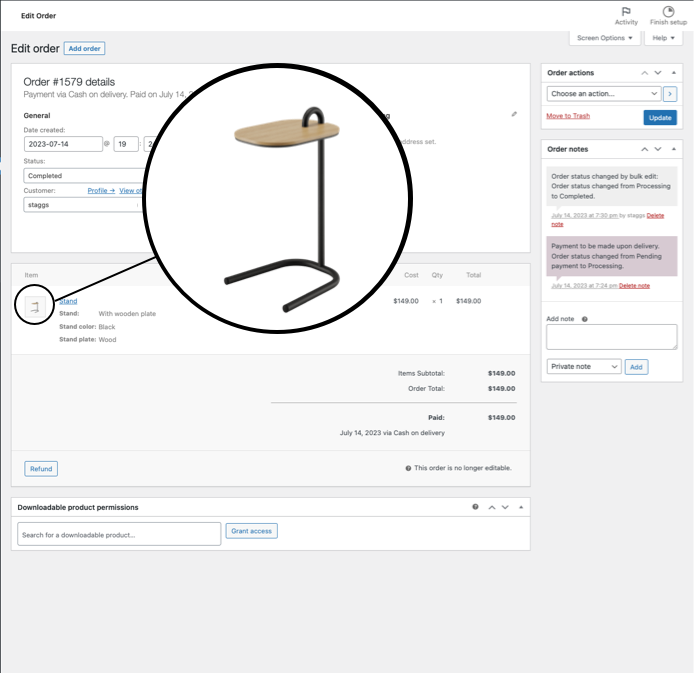 Edit Order
Activity
Finish setup
Screen Options
Help
Edit order
Add order
Order #1579 details
Payment via Cash on delivery. Paid on July 14,
General
Date created:
2023-07-14 @ 19 :
Status:
Completed
Customer:
Profile → View
staggs
address set.
Item Cost Qty Total
Stand $149.00 × 1 $149.00
Stand: With wooden plate
Stand color: Black
Stand plate: Wood
Items Subtotal: $149.00
Order Total: $149.00
Paid: $149.00
July 14, 2023 via Cash on delivery
Refund
This order is no longer editable.
Downloadable product permissions
Search for a downloadable product...
Grant access
Order actions
Choose an action...
Move to Trash
Update
Order notes
Order status changed by bulk edit:
Order status changed from Processing
to Completed.
July 14, 2023 at 7:30 pm by staggs Delete
note
Payment to be made upon delivery.
Order status changed from Pending
payment to Processing.
July 14, 2023 at 7:24 pm Delete note
Add note
Private note
Add